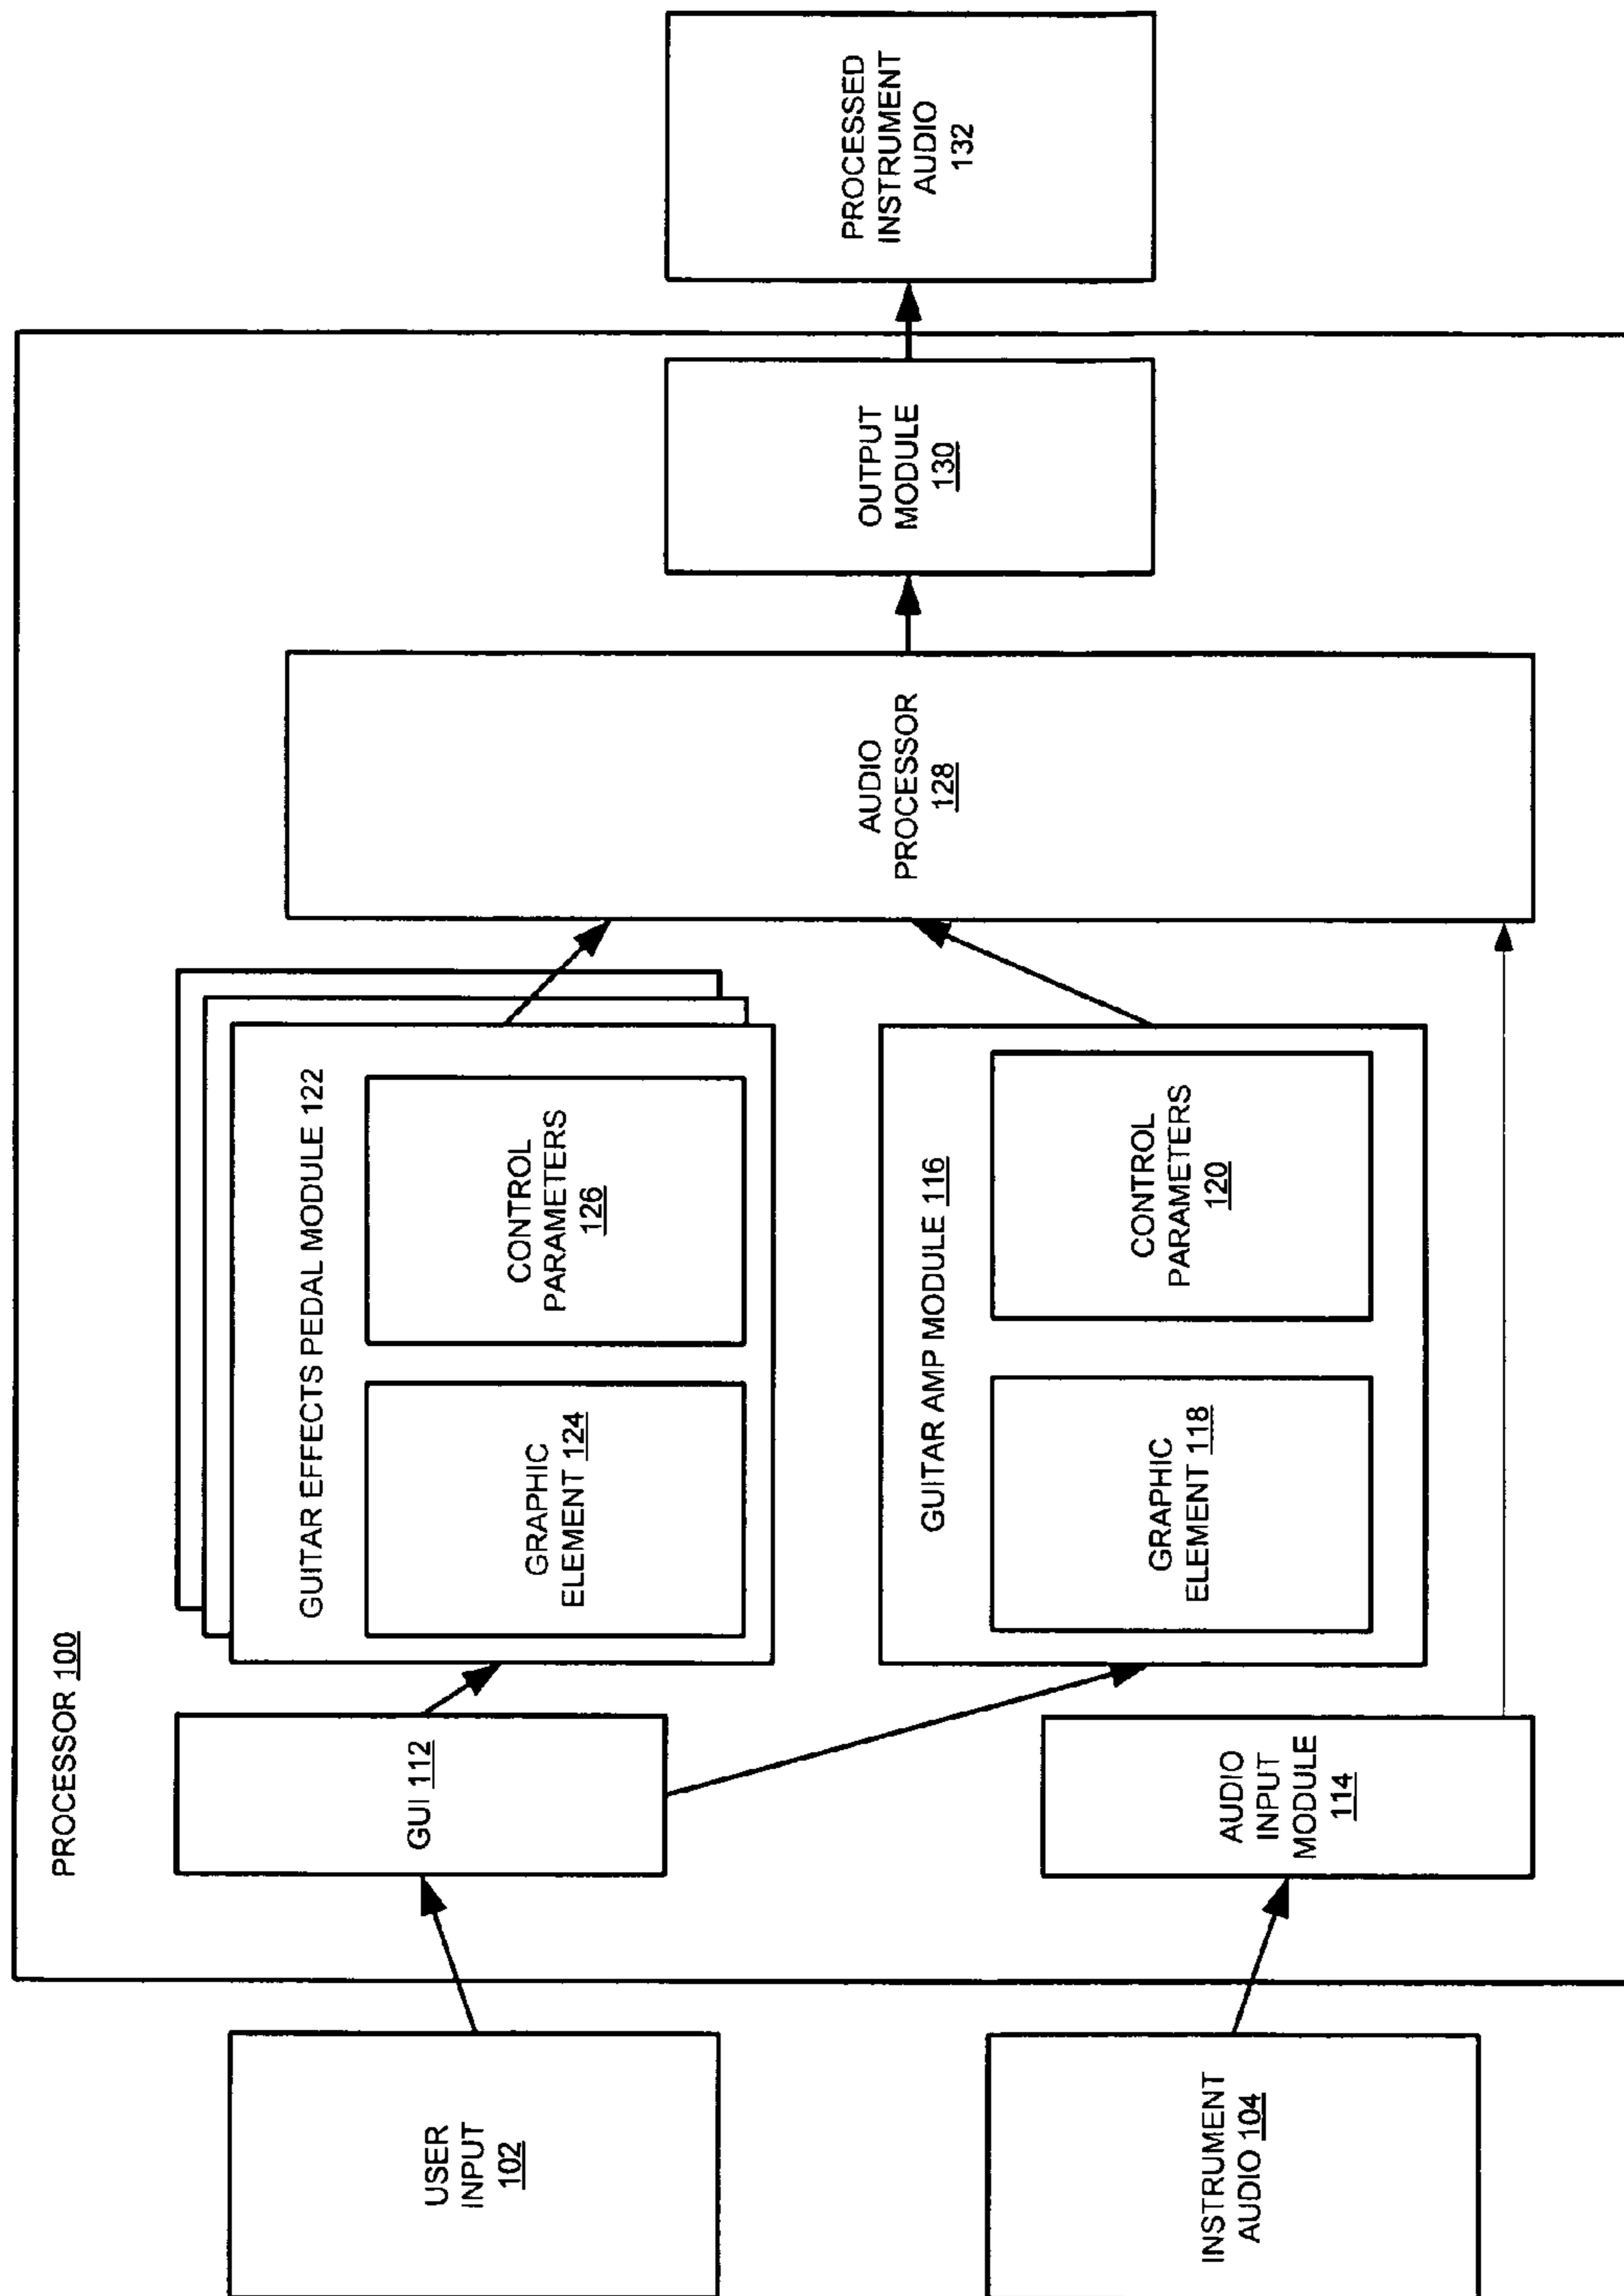 PROCESSOR 100
USER
INPUT
102
GUI 112
GUITAR EFFECTS PEDAL MODULE 122
GRAPHIC
ELEMENT 124
CONTROL
PARAMETERS
126
INSTRUMENT
AUDIO 104
AUDIO
INPUT
MODULE
114
GUITAR AMP MODULE 116
GRAPHIC
ELEMENT 118
CONTROL
PARAMETERS
120
AUDIO
PROCESSOR
128
OUTPUT
MODULE
130
PROCESSED
INSTRUMENT
AUDIO
132